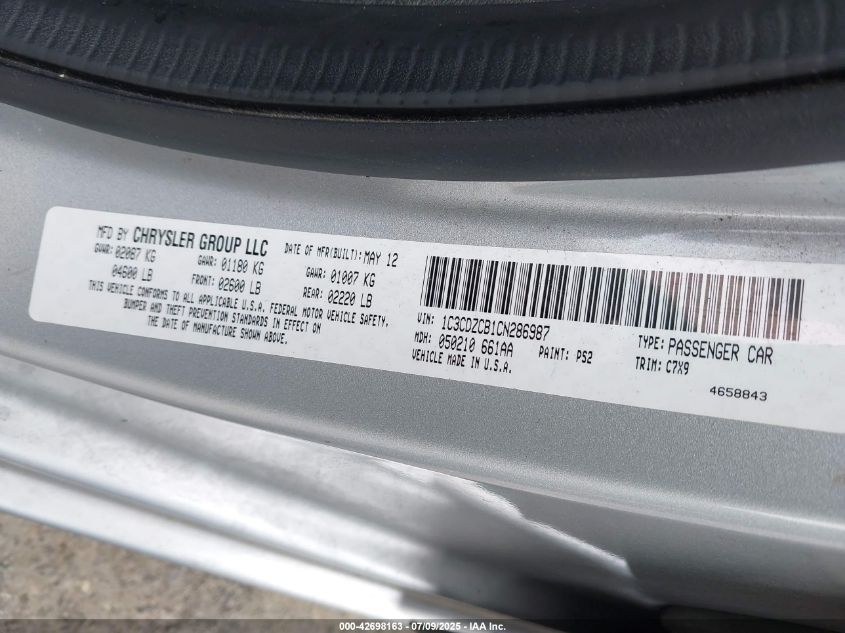 MFD BY CHRYSLER GROUP LLC
DATE OF MFR(BUILT): MAY 12
GVWR: 02087 KG
04600 LB
GAWR: 01180 KG
FRONT: 02600 LB
GAWR: 01007 KG
REAR: 02220 LB
THIS VEHICLE CONFORMS TO ALL APPLICABLE U.S.A. FEDERAL MOTOR VEHICLE SAFETY,
BUMPER AND THEFT PREVENTION STANDARDS IN EFFECT ON
THE DATE OF MANUFACTURE SHOWN ABOVE.
VIN: 1C3CDZCB1CN286987
TYPE: PASSENGER CAR
MDH: 050210 661AA
PAINT: PS2
TRIM: C7X9
VEHICLE MADE IN U.S.A.
4658843
000-42698163 - 07/09/2025 - IAA Inc.